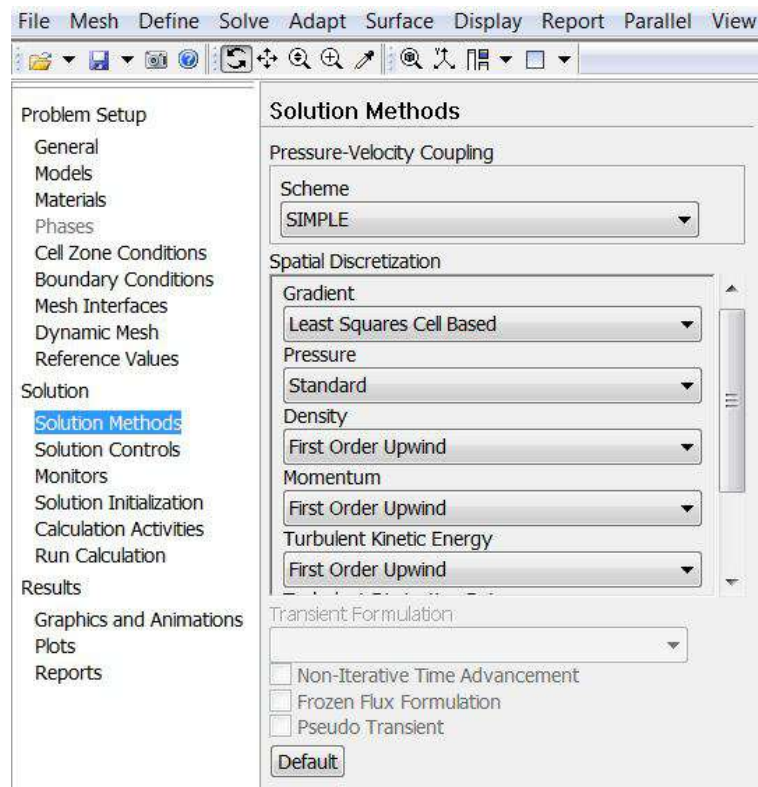 File Mesh Define Solve Adapt Surface Display Report Parallel View
Problem Setup
General
Models
Materials
Phases
Cell Zone Conditions
Boundary Conditions
Mesh Interfaces
Dynamic Mesh
Reference Values
Solution
Solution Methods
Solution Controls
Monitors
Solution Initialization
Calculation Activities
Run Calculation
Results
Graphics and Animations
Plots
Reports
Solution Methods
Pressure-Velocity Coupling
Scheme
SIMPLE
Spatial Discretization
Gradient
Least Squares Cell Based
Pressure
Standard
Density
First Order Upwind
Momentum
First Order Upwind
Turbulent Kinetic Energy
First Order Upwind
Transient Formulation
Non-Iterative Time Advancement
Frozen Flux Formulation
Pseudo Transient
Default